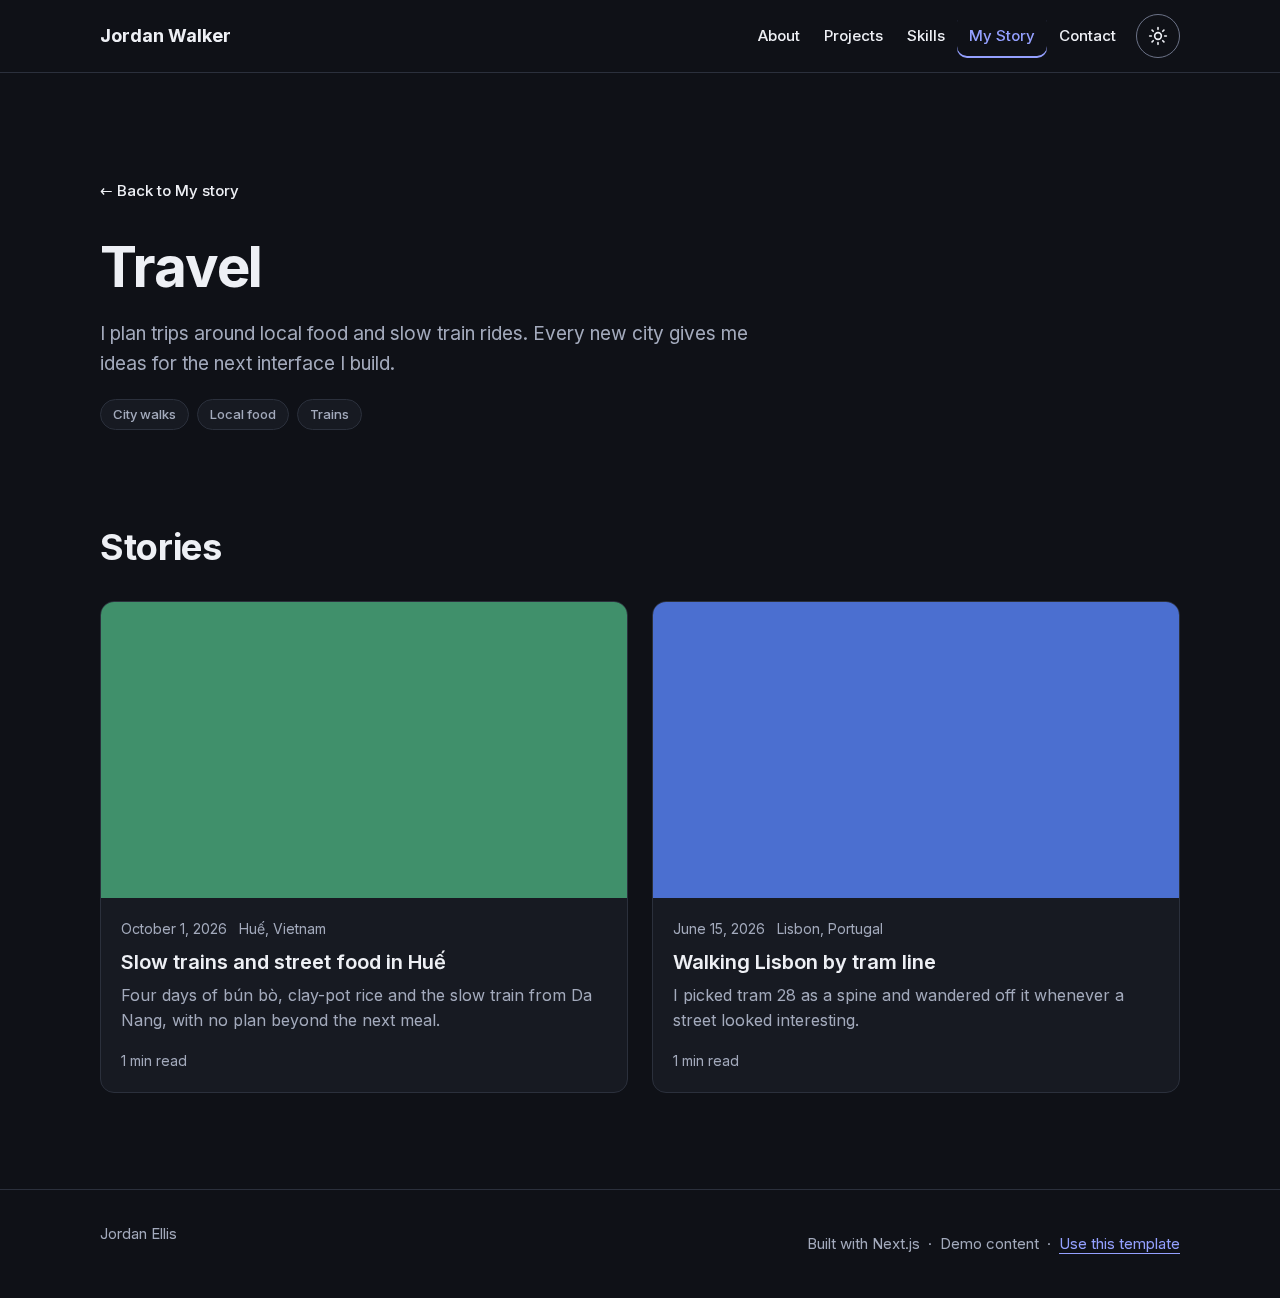 Jordan Walker
About Projects Skills My Story Contact
← Back to My story
Travel
I plan trips around local food and slow train rides. Every new city gives me
ideas for the next interface I build.
City walks Local food Trains
Stories
October 1, 2026 Huế, Vietnam
Slow trains and street food in Huế
Four days of bún bò, clay-pot rice and the slow train from Da
Nang, with no plan beyond the next meal.
1 min read
June 15, 2026 Lisbon, Portugal
Walking Lisbon by tram line
I picked tram 28 as a spine and wandered off it whenever a
street looked interesting.
1 min read
Jordan Ellis
Built with Next.js · Demo content · Use this template